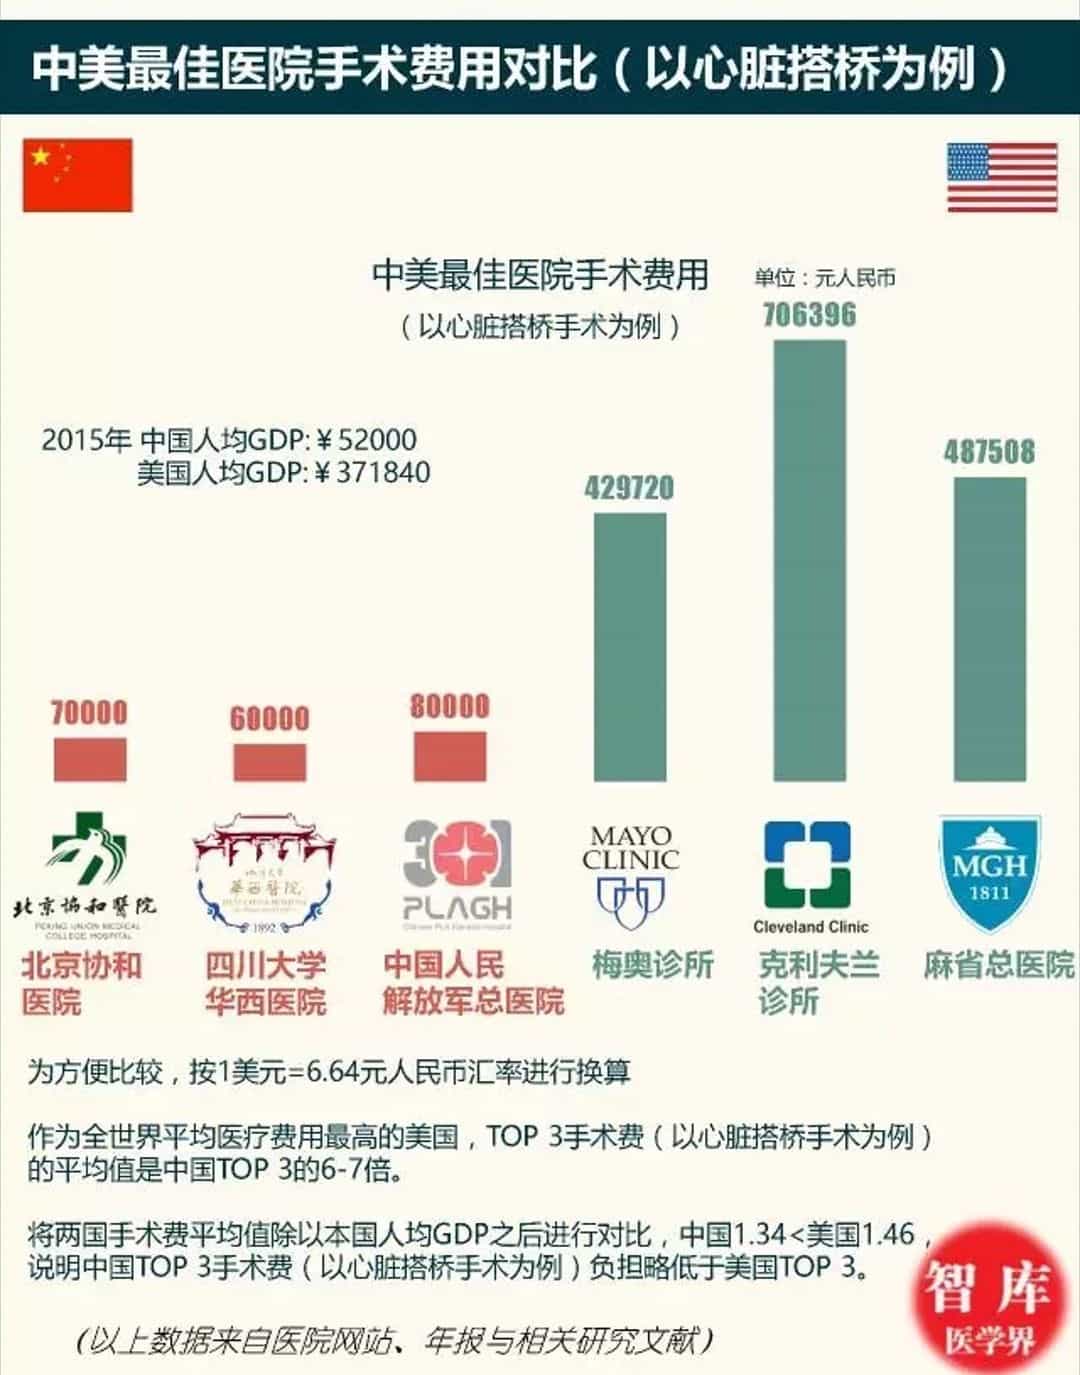 中美最佳医院手术费用对比（以心脏搭桥为例）
中美最佳医院手术费用
单位：元人民币
（以心脏搭桥手术为例）
2015年 中国人均GDP:￥52000
美国人均GDP:￥371840
70000
60000
80000
429720
706396
487508
北京协和醫院
PEKING UNION MEDICAL
COLLEGE HOSPITAL
四川大学
華西醫院
1892
301
PLAGH
MAYO
CLINIC
Cleveland Clinic
MGH
1811
北京协和
医院
四川大学
华西医院
中国人民
解放军总医院
梅奥诊所
克利夫兰
诊所
麻省总医院
为方便比较，按1美元=6.64元人民币汇率进行换算
作为全世界平均医疗费用最高的美国，TOP 3手术费（以心脏搭桥手术为例）
的平均值是中国TOP 3的6-7倍。
将两国手术费平均值除以本国人均GDP之后进行对比，中国1.34<美国1.46，
说明中国TOP 3手术费（以心脏搭桥手术为例）负担略低于美国TOP 3。
（以上数据来自医院网站、年报与相关研究文献）
智库
医学界